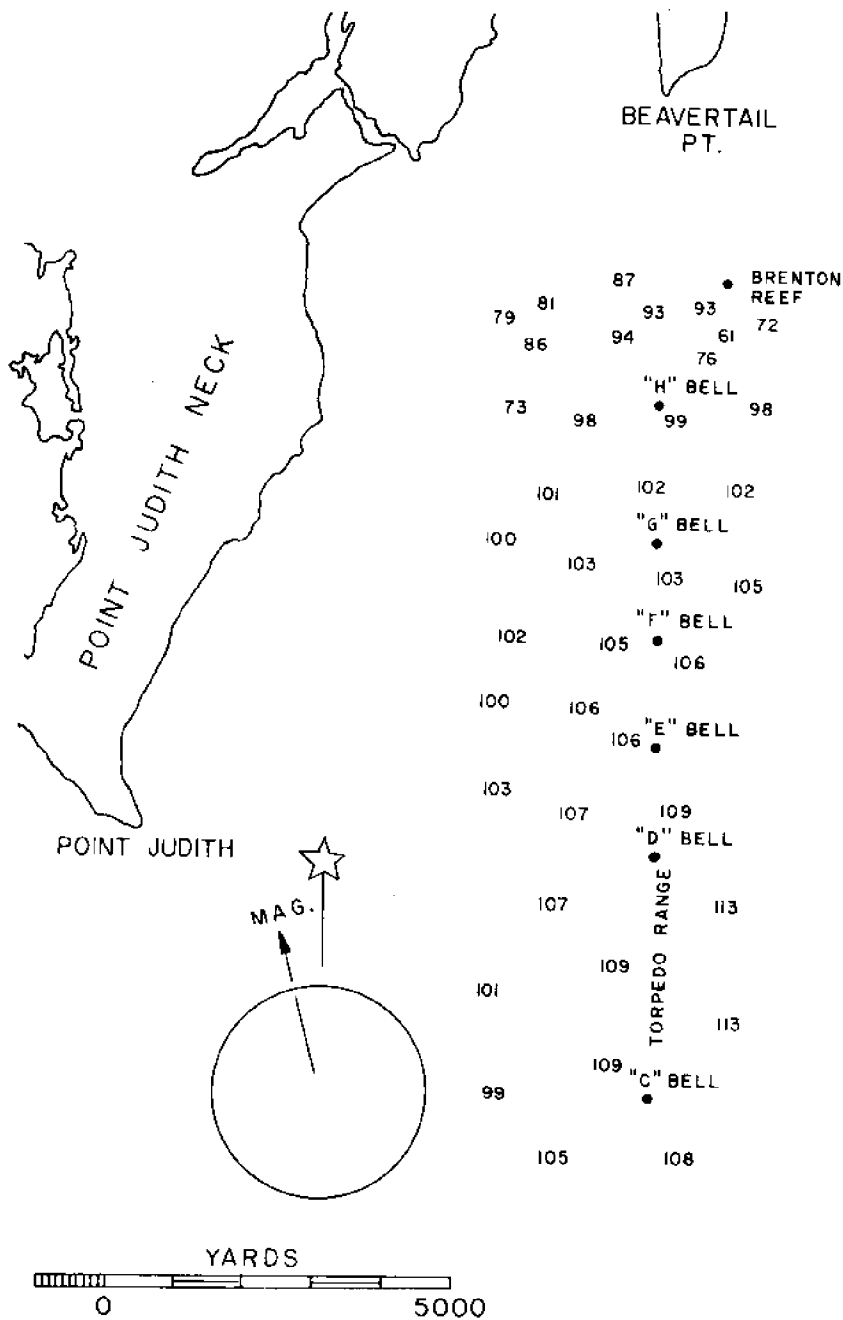 BEAVERTAIL
PT.
87
BRENTON
REEF
81
79
93
93
72
86
94
61
76
"H" BELL
73
98
99
98
101
102
102
"G" BELL
100
103
103
105
POINT JUDITH NECK
"F" BELL
102
105
106
100
106
"E" BELL
106
103
107
109
"D" BELL
POINT JUDITH
MAG.
107
113
TORPEDO RANGE
109
101
113
109
"C" BELL
99
105
108
YARDS
0
5000